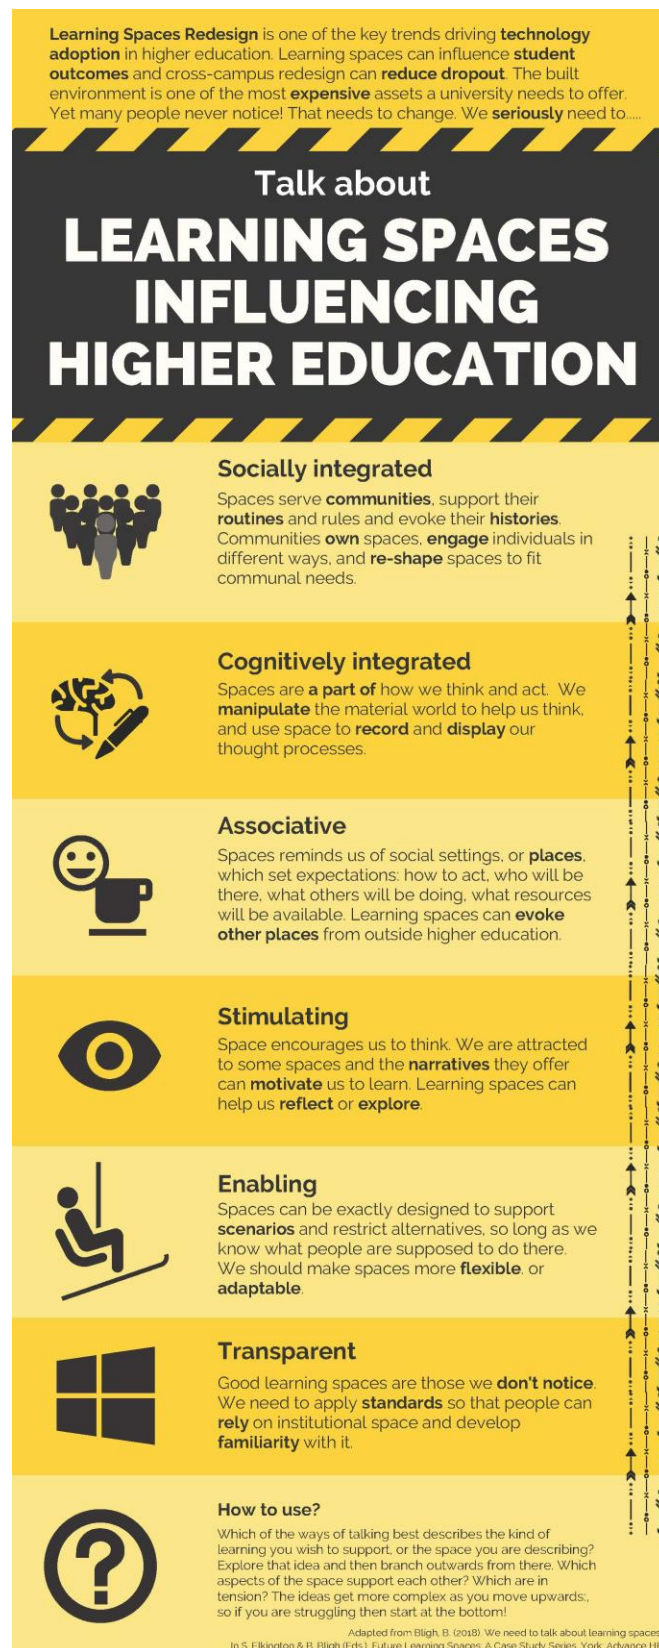 Learning Spaces Redesign is one of the key trends driving technology
adoption in higher education. Learning spaces can influence student
outcomes and cross-campus redesign can reduce dropout. The built
environment is one of the most expensive assets a university needs to offer.
Yet many people never notice! That needs to change. We seriously need to.....
Talk about
LEARNING SPACES
INFLUENCING
HIGHER EDUCATION
Socially integrated
Spaces serve communities, support their
routines and rules and evoke their histories.
Communities own spaces, engage individuals in
different ways, and re-shape spaces to fit
communal needs.
Cognitively integrated
Spaces are a part of how we think and act. We
manipulate the material world to help us think,
and use space to record and display our
thought processes.
Associative
Spaces reminds us of social settings, or places,
which set expectations: how to act, who will be
there, what others will be doing, what resources
will be available. Learning spaces can evoke
other places from outside higher education.
Stimulating
Space encourages us to think. We are attracted
to some spaces and the narratives they offer
can motivate us to learn. Learning spaces can
help us reflect or explore.
Enabling
Spaces can be exactly designed to support
scenarios and restrict alternatives, so long as we
know what people are supposed to do there.
We should make spaces more flexible. or
adaptable.
Transparent
Good learning spaces are those we don't notice.
We need to apply standards so that people can
rely on institutional space and develop
familiarity with it.
How to use?
Which of the ways of talking best describes the kind of
learning you wish to support, or the space you are describing?
Explore that idea and then branch outwards from there. Which
aspects of the space support each other? Which are in
tension? The ideas get more complex as you move upwards:,
so if you are struggling then start at the bottom!
Adapted from Bligh, B. (2018). We need to talk about learning spaces
In S. Elkington & B. Bligh (Eds.), Future Learning Spaces: A Case Study Series. York: Advance